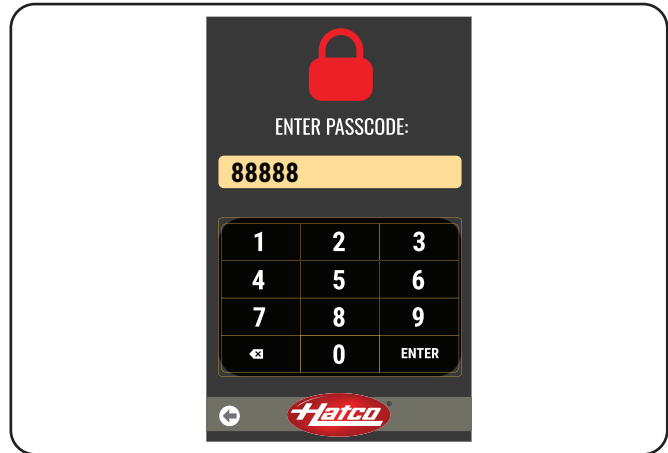 ENTER PASSCODE:
88888
1 2 3
4 5 6
7 8 9
0 ENTER
Hatco®